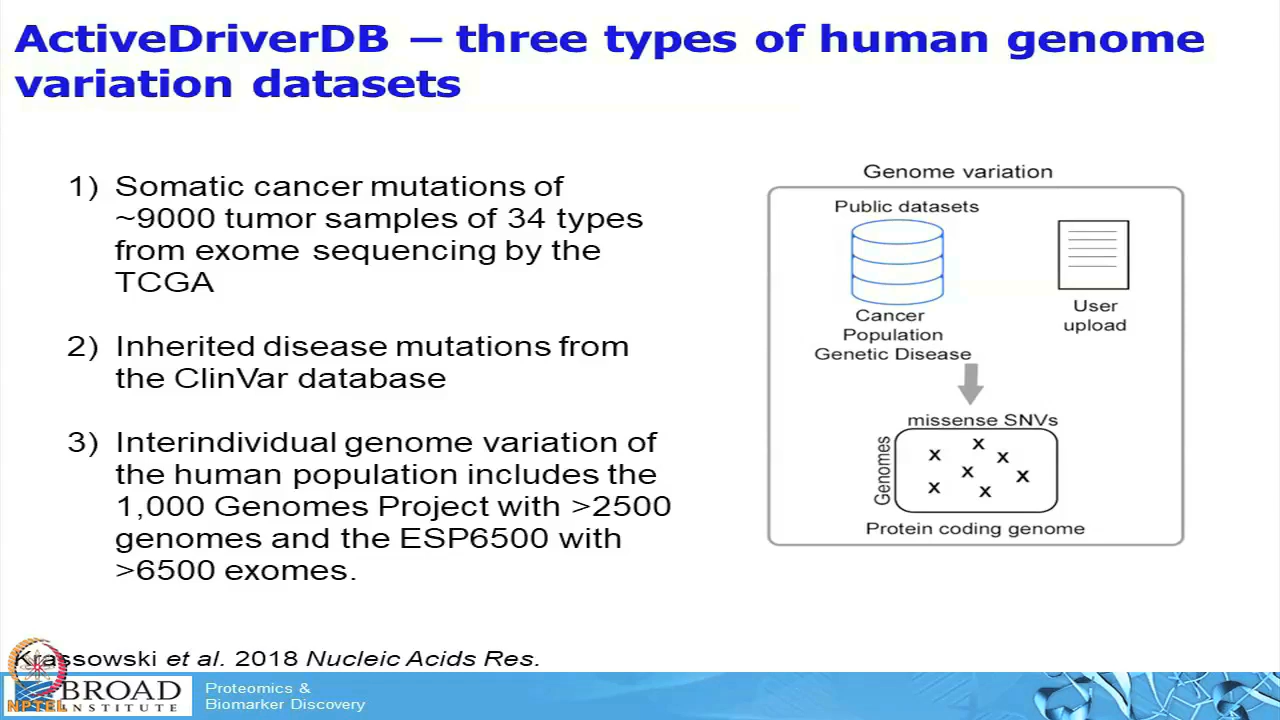 ActiveDriverDB – three types of human genome
variation datasets
1) Somatic cancer mutations of
~9000 tumor samples of 34 types
from exome sequencing by the
TCGA
2) Inherited disease mutations from
the ClinVar database
3) Interindividual genome variation of
the human population includes the
1,000 Genomes Project with >2500
genomes and the ESP6500 with
>6500 exomes.
Genome variation
Public datasets
Cancer
Population
Genetic Disease
User
upload
missense SNVs
Genomes
x x x x x x x
Protein coding genome
Krassowski et al. 2018 Nucleic Acids Res.
NPTEL
BROAD
INSTITUTE
Proteomics &
Biomarker Discovery